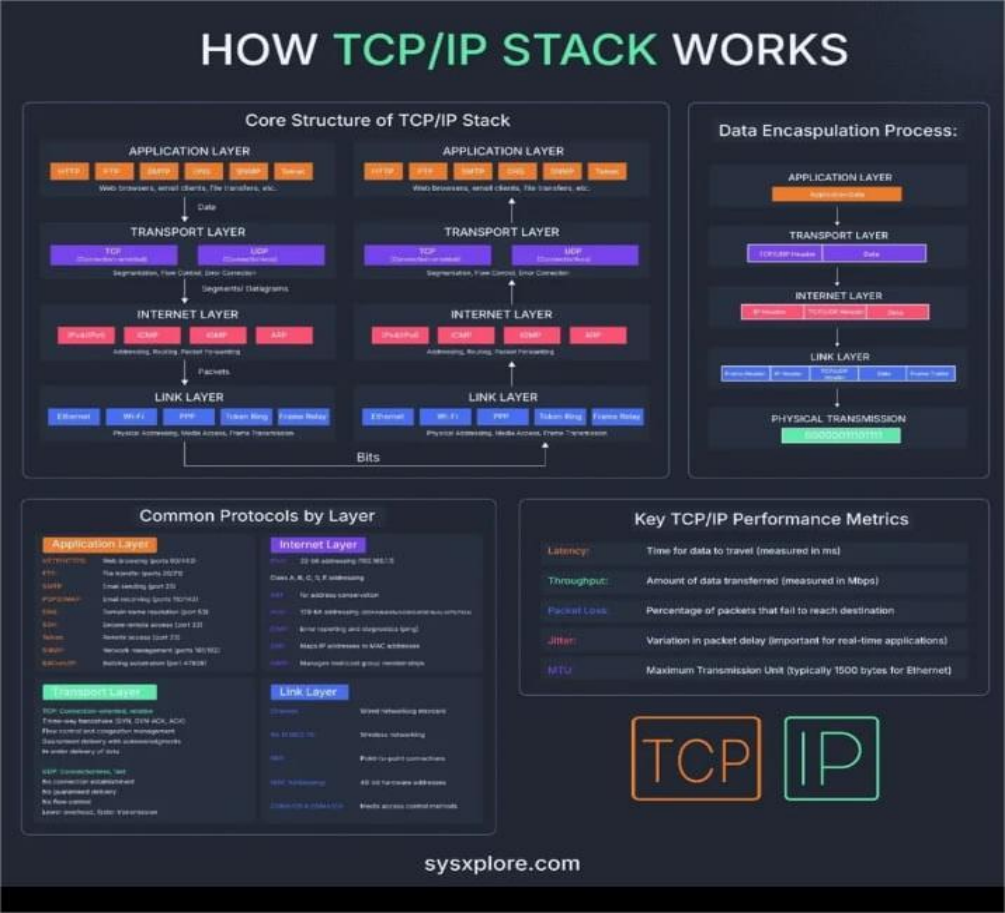 HOW TCP/IP STACK WORKS
Core Structure of TCP/IP Stack
APPLICATION LAYER
HTTP FTP SMTP DNS SNMP Telnet
Web browsers, email clients, file transfers, etc.
Data
TRANSPORT LAYER
TCP UDP
(Connection-oriented) (Connectionless)
Segmentation, Flow Control, Error Correction
Segments/ Datagrams
INTERNET LAYER
IPv4/IPv6 ICMP IGMP ARP
Addressing, Routing, Packet Forwarding
Packets
LINK LAYER
Ethernet Wi-Fi PPP Token Ring Frame Relay
Physical Addressing, Media Access, Frame Transmission
Bits
APPLICATION LAYER
HTTP FTP SMTP DNS SNMP Telnet
Web browsers, email clients, file transfers, etc.
TRANSPORT LAYER
TCP UDP
(Connection-oriented) (Connectionless)
Segmentation, Flow Control, Error Correction
INTERNET LAYER
IPv4/IPv6 ICMP IGMP ARP
Addressing, Routing, Packet Forwarding
LINK LAYER
Ethernet Wi-Fi PPP Token Ring Frame Relay
Physical Addressing, Media Access, Frame Transmission
Data Encaspulation Process:
APPLICATION LAYER
Application Data
TRANSPORT LAYER
TCP/UDP Header Data
INTERNET LAYER
IP Header TCP/UDP Header Data
LINK LAYER
Frame Header IP Header TCP/UDP Header Data Frame Trailer
PHYSICAL TRANSMISSION
Common Protocols by Layer
Application Layer
Web browsing (ports 80/443)
FTP File transfer (ports 20/21)
SMTP Email sending (port 25)
Email receiving (ports 110/143)
DNS Domain name resolution (port 53)
SSH Secure remote access (port 22)
Telnet Remote access (port 23)
SNMP Network management (ports 161/162)
BACnet/IP Building automation (port 47808)
Internet Layer
IPv4 32-bit addressing
Class A, B, C, D, E addressing
NAT for address conservation
IPv6 128-bit addressing
ICMP Error reporting and diagnostics (ping)
ARP Maps IP addresses to MAC addresses
IGMP Manages multicast group memberships
Transport Layer
TCP: Connection-oriented, reliable
Three-way handshake (SYN, SYN-ACK, ACK)
Flow control and congestion management
Guaranteed delivery with
In-order delivery of data
UDP: Connectionless, fast
No connection establishment
No guaranteed delivery
No flow control
Lower overhead, faster transmission
Link Layer
Ethernet Wired networking standard
Wireless networking
PPP Point-to-point connections
MAC Addressing 48-bit hardware addresses
Media access control methods
Key TCP/IP Performance Metrics
Latency: Time for data to travel (measured in ms)
Throughput: Amount of data transferred (measured in Mbps)
Packet Loss: Percentage of packets that fail to reach destination
Jitter: Variation in packet delay (important for real-time applications)
MTU: Maximum Transmission Unit (typically 1500 bytes for Ethernet)
TCP IP
sysxplore.com